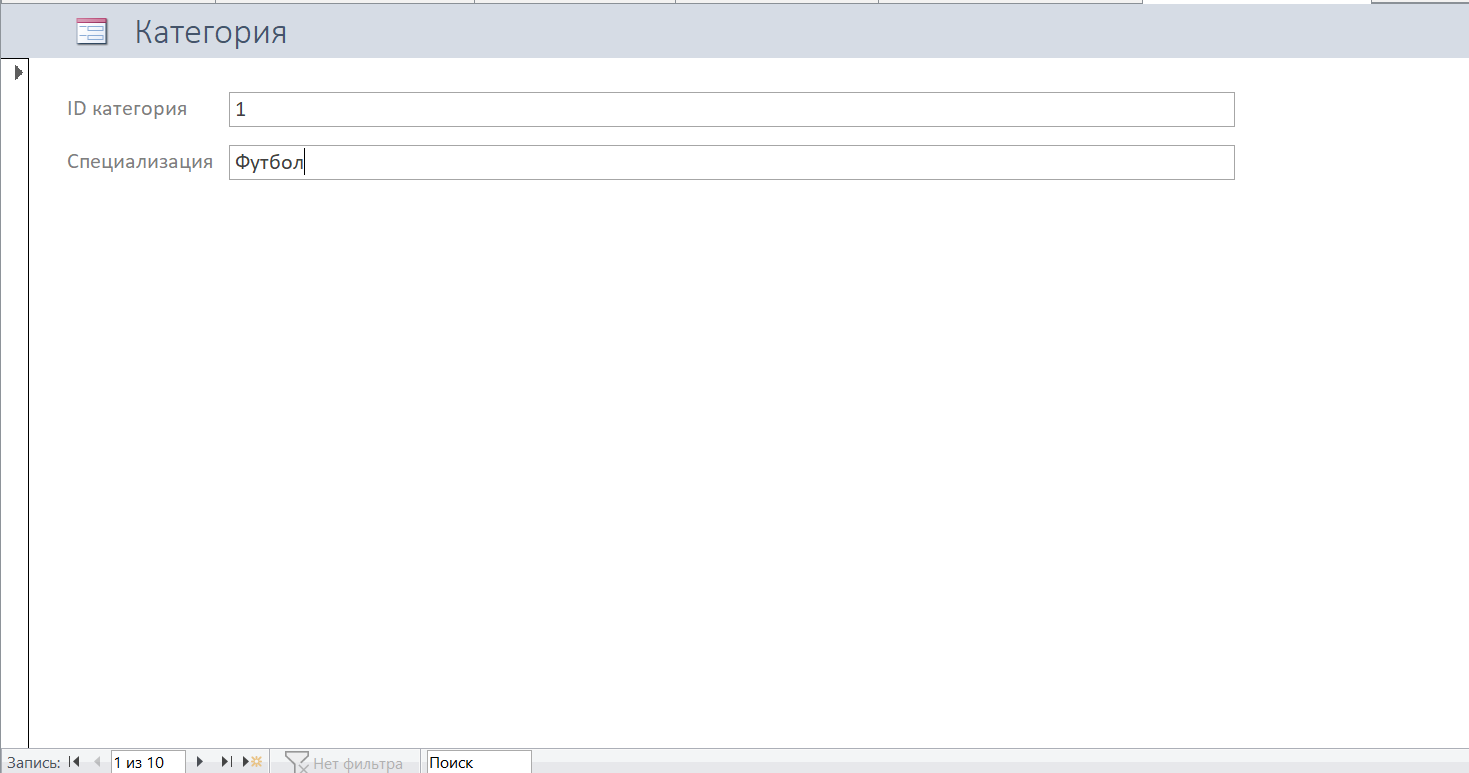 Категория
ID категория 1
Специализация Футбол
Запись: 1 из 10 Нет фильтра Поиск